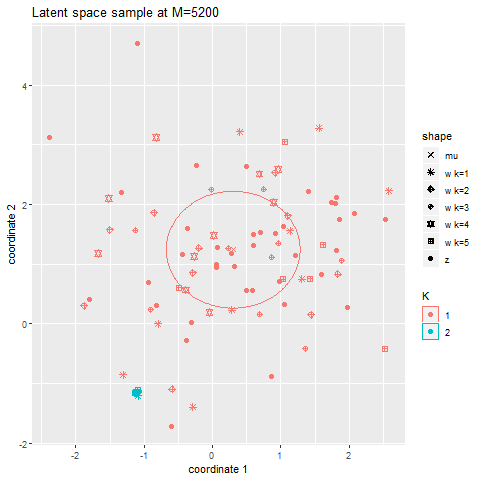 Latent space sample at M=5200
coordinate 2
4
2
0
-2
-2
-1
0
1
2
coordinate 1
shape
mu
w k=1
w k=2
w k=3
w k=4
w k=5
z
K
1
2